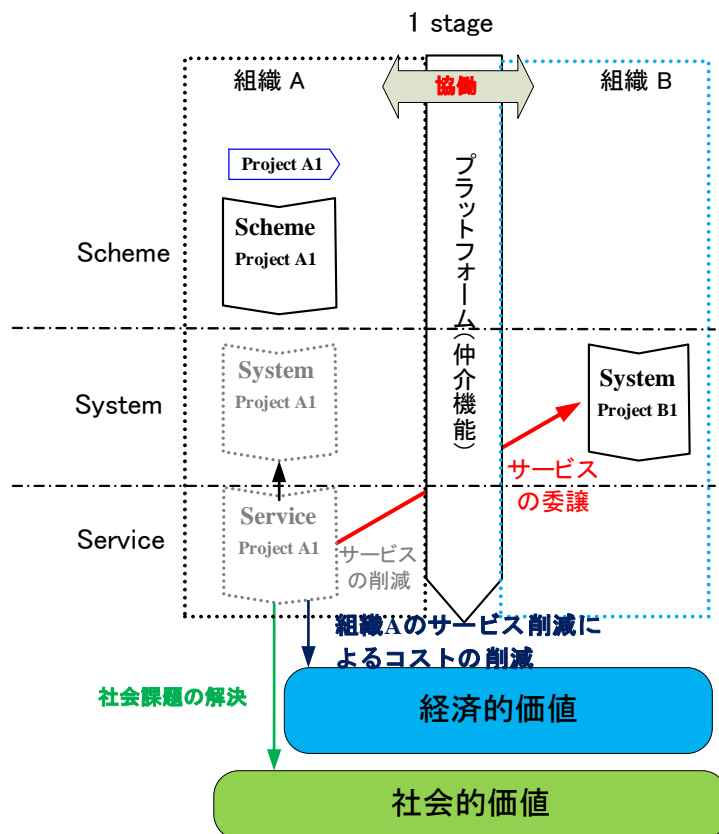 1 stage
組織 A
協働
組織 B
Project A1
Scheme
Scheme
Project A1
プラットフォーム(仲介機能)
System
System
Project A1
System
Project B1
サービス
の委譲
Service
Service
Project A1
サービス
の削減
組織Aのサービス削減に
よるコストの削減
社会課題の解決
経済的価値
社会的価値